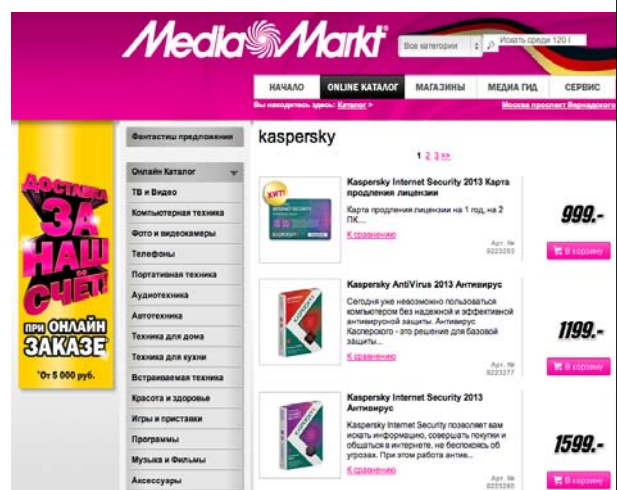 Media Markt
Все категории
Искать среди 120 (
НАЧАЛО
ONLINE КАТАЛОГ
МАГАЗИНЫ
МЕДИА ГИД
СЕРВИС
Вы находитесь здесь: Каталог >
Москва проспект Вернадского
ДОСТАВКА
ЗА
НАШ
СЧЁТ!
ПРИ ОНЛАЙН
ЗАКАЗЕ*
*От 5 000 руб.
Фантастиш предложения
Онлайн Каталог
ТВ и Видео
Компьютерная техника
Фото и видеокамеры
Телефоны
Портативная техника
Аудиотехника
Автотехника
Техника для дома
Техника для кухни
Встраиваемая техника
Красота и здоровье
Игры и приставки
Программы
Музыка и Фильмы
Аксессуары
kaspersky
1 2 3 >>
ХИТ!
Kaspersky Internet Security 2013 Карта
продления лицензии
Карта продления лицензии на 1 год, на 2
ПК...
К сравнению
Арт. №
9223263
999.-
В корзину
Kaspersky AntiVirus 2013 Антивирус
Сегодня уже невозможно пользоваться
компьютером без надежной и эффективной
антивирусной защиты. Антивирус
Касперского - это решение для базовой
защиты...
К сравнению
Арт. №
9223277
1199.-
В корзину
Kaspersky Internet Security 2013
Антивирус
Kaspersky Internet Security позволяет вам
искать информацию, совершать покупки и
общаться в интернете, не беспокоясь об
угрозах. При этом работа антив...
К сравнению
Арт. №
1599.-
В корзину